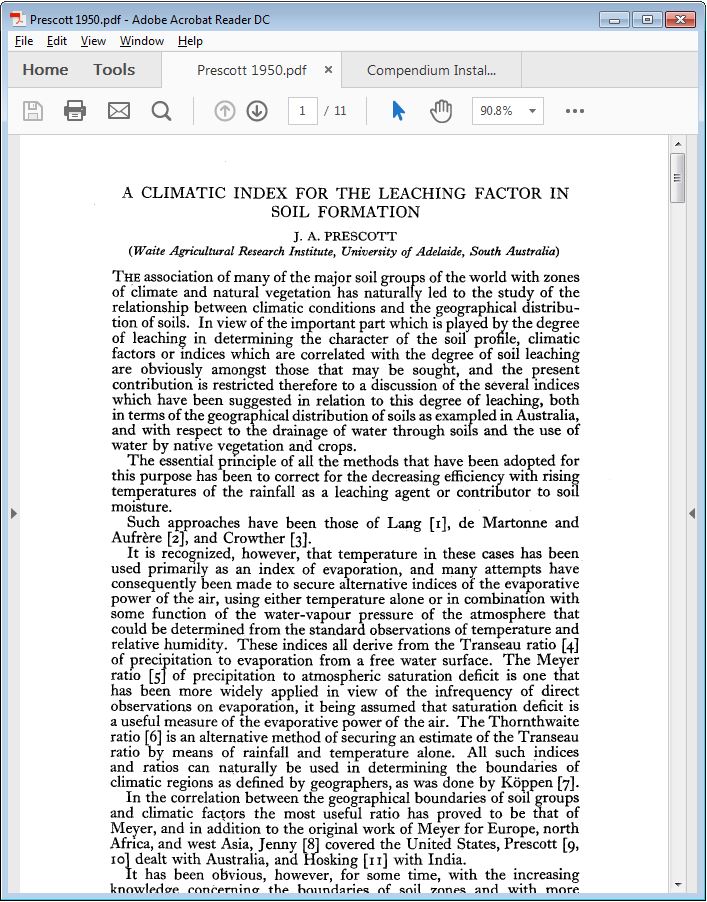 Prescott 1950.pdf - Adobe Acrobat Reader DC
File Edit View Window Help
Home Tools Prescott 1950.pdf × Compendium Instal...
1 / 11 90.8%
A CLIMATIC INDEX FOR THE LEACHING FACTOR IN
SOIL FORMATION
J. A. PRESCOTT
(Waite Agricultural Research Institute, University of Adelaide, South Australia)
THE association of many of the major soil groups of the world with zones
of climate and natural vegetation has naturally led to the study of the
relationship between climatic conditions and the geographical distribu-
tion of soils. In view of the important part which is played by the degree
of leaching in determining the character of the soil profile, climatic
factors or indices which are correlated with the degree of soil leaching
are obviously amongst those that may be sought, and the present
contribution is restricted therefore to a discussion of the several indices
which have been suggested in relation to this degree of leaching, both
in terms of the geographical distribution of soils as exampled in Australia,
and with respect to the drainage of water through soils and the use of
water by native vegetation and crops.
The essential principle of all the methods that have been adopted for
this purpose has been to correct for the decreasing efficiency with rising
temperatures of the rainfall as a leaching agent or contributor to soil
moisture.
Such approaches have been those of Lang [1], de Martonne and
Aufrère [2], and Crowther [3].
It is recognized, however, that temperature in these cases has been
used primarily as an index of evaporation, and many attempts have
consequently been made to secure alternative indices of the evaporative
power of the air, using either temperature alone or in combination with
some function of the water-vapour pressure of the atmosphere that
could be determined from the standard observations of temperature and
relative humidity. These indices all derive from the Transeau ratio [4]
of precipitation to evaporation from a free water surface. The Meyer
ratio [5] of precipitation to atmospheric saturation deficit is one that
has been more widely applied in view of the infrequency of direct
observations on evaporation, it being assumed that saturation deficit is
a useful measure of the evaporative power of the air. The Thornthwaite
ratio [6] is an alternative method of securing an estimate of the Transeau
ratio by means of rainfall and temperature alone. All such indices
and ratios can naturally be used in determining the boundaries of
climatic regions as defined by geographers, as was done by Köppen [7].
In the correlation between the geographical boundaries of soil groups
and climatic factors the most useful ratio has proved to be that of
Meyer, and in addition to the original work of Meyer for Europe, north
Africa, and west Asia, Jenny [8] covered the United States, Prescott [9,
10] dealt with Australia, and Hosking [11] with India.
It has been obvious, however, for some time, with the increasing
knowledge concerning the boundaries of soil zones and with more